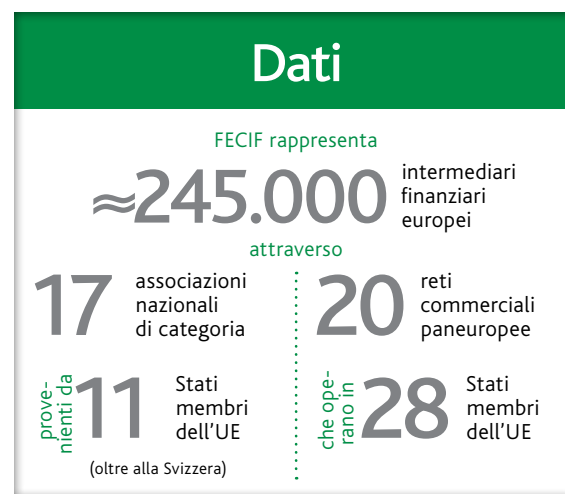 Dati
FECIF rappresenta
≈245.000 intermediari
finanziari
europei
attraverso
17 associazioni
nazionali
di categoria
20 reti
commerciali
paneuropee
prove-
nienti da
11 Stati
membri
dell’UE
(oltre alla Svizzera)
che ope-
rano in
28 Stati
membri
dell’UE